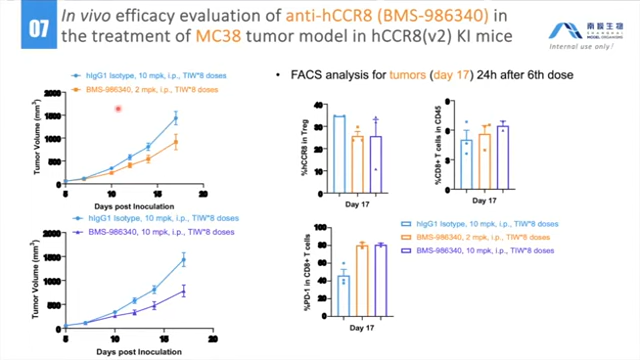 07
In vivo efficacy evaluation of anti-hCCR8 (BMS-986340) in
the treatment of MC38 tumor model in hCCR8(v2) KI mice
南模生物
SHANGHAI
MODEL ORGANISMS
Internal use only!
hIgG1 Isotype, 10 mpk, i.p., TIW*8 doses
BMS-986340, 2 mpk, i.p., TIW*8 doses
Tumor Volume (mm³)
2000
1500
1000
500
0
5
10
15
20
Days post Inoculation
hIgG1 Isotype, 10 mpk, i.p., TIW*8 doses
BMS-986340, 10 mpk, i.p., TIW*8 doses
Tumor Volume (mm³)
2000
1500
1000
500
0
5
10
15
20
Days post Inoculation
• FACS analysis for tumors (day 17) 24h after 6th dose
%hCCR8 in Treg
40
30
20
10
0
Day 17
%CD8+ T cells in CD45
0
Day 17
%PD-1 in CD8+ T cells
100
80
60
40
20
0
Day 17
hIgG1 Isotype, 10 mpk, i.p., TIW*8 doses
BMS-986340, 2 mpk, i.p., TIW*8 doses
BMS-986340, 10 mpk, i.p., TIW*8 doses